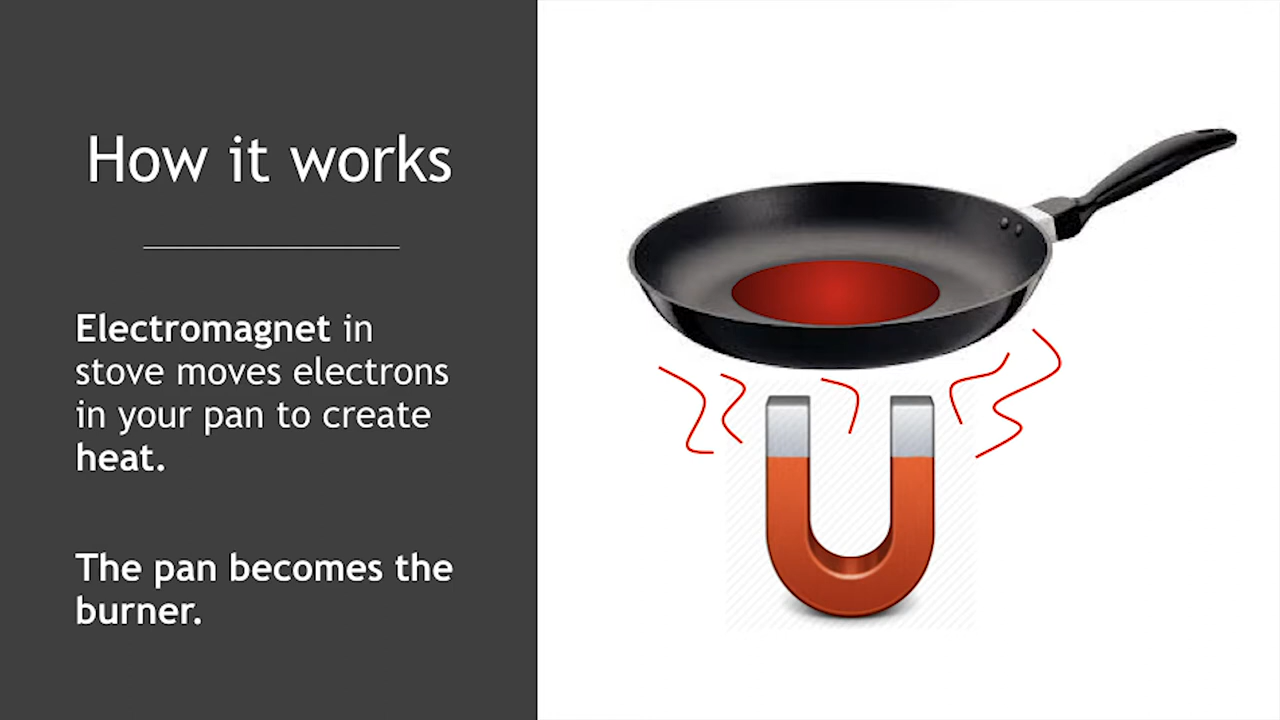 How it works
Electromagnet in
stove moves electrons
in your pan to create
heat.
The pan becomes the
burner.